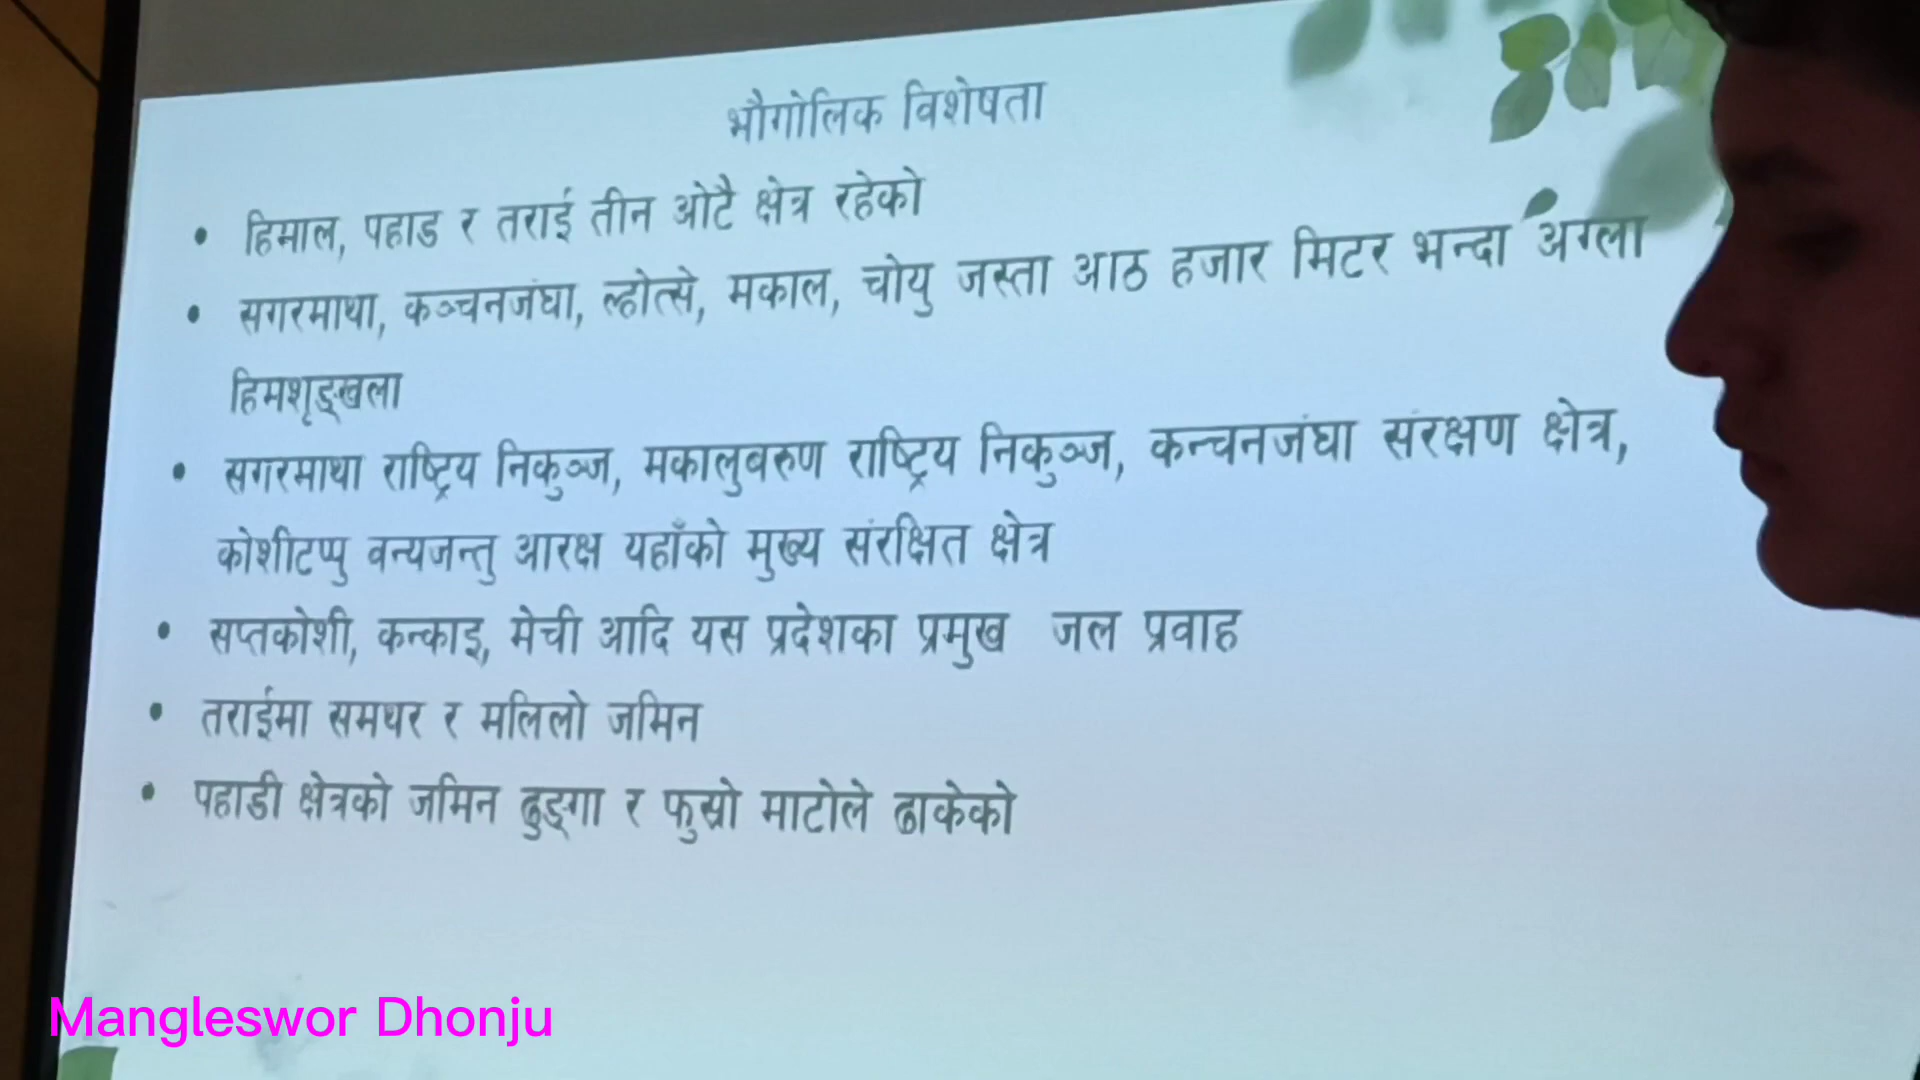 भौगोलिक विशेषता
• हिमाल, पहाड र तराई तीन ओटै क्षेत्र रहेको
• सगरमाथा, कञ्चनजंघा, ल्होत्से, मकाल, चोयु जस्ता आठ हजार मिटर भन्दा अग्ला
हिमशृङ्खला
• सगरमाथा राष्ट्रिय निकुञ्ज, मकालुबरुण राष्ट्रिय निकुञ्ज, कन्चनजंघा संरक्षण क्षेत्र,
कोशीटप्पु वन्यजन्तु आरक्ष यहाँको मुख्य संरक्षित क्षेत्र
• सप्तकोशी, कन्काइ, मेची आदि यस प्रदेशका प्रमुख जल प्रवाह
• तराईमा समथर र मलिलो जमिन
• पहाडी क्षेत्रको जमिन ढुङ्गा र फुस्रो माटोले ढाकेको
Mangleswor Dhonju